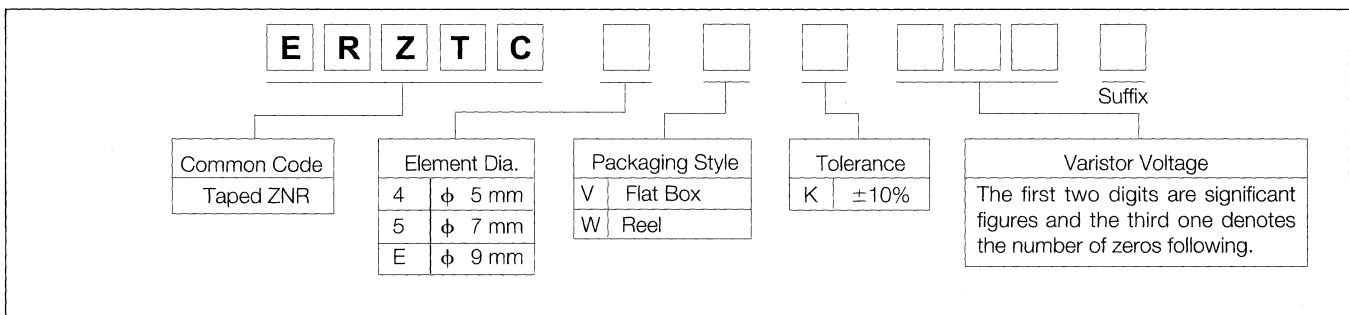 E R Z T C
Suffix
Common Code
Taped ZNR
Element Dia.
4 ϕ 5 mm
5 ϕ 7 mm
E ϕ 9 mm
Packaging Style
V Flat Box
W Reel
Tolerance
K ±10%
Varistor Voltage
The first two digits are significant
figures and the third one denotes
the number of zeros following.